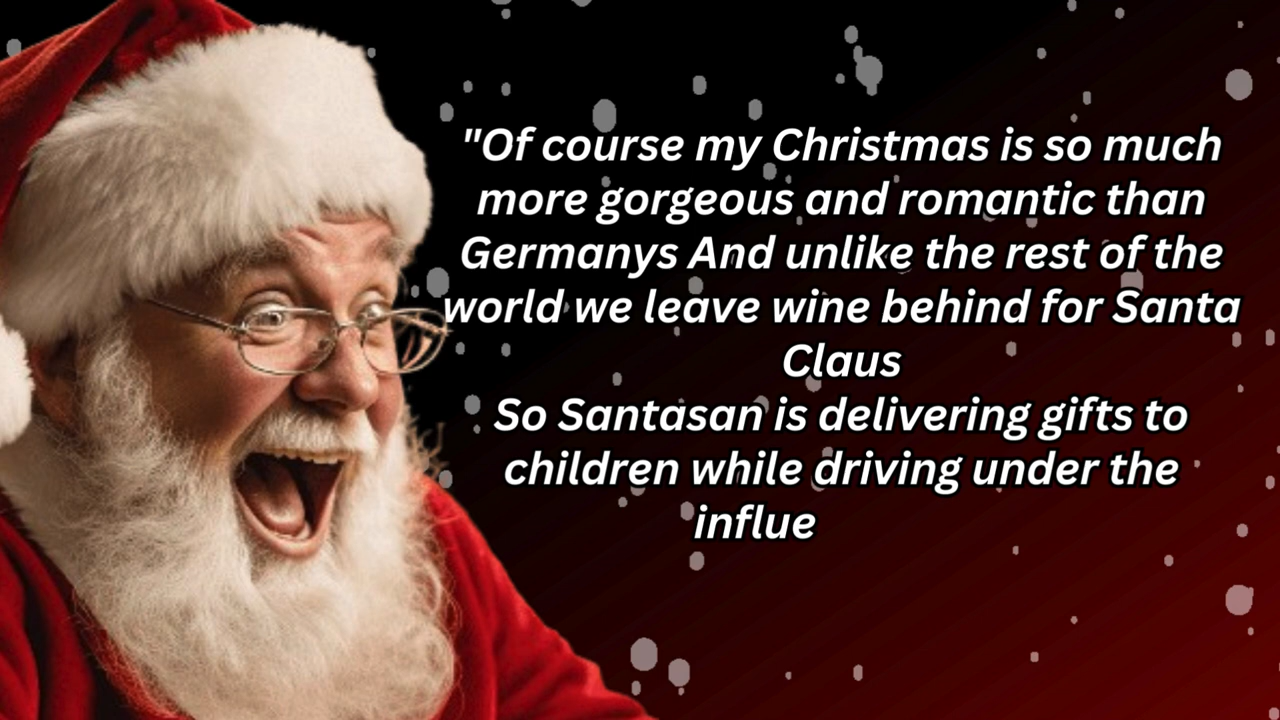 "Of course my Christmas is so much
more gorgeous and romantic than
Germanys And unlike the rest of the
world we leave wine behind for Santa
Claus
So Santasan is delivering gifts to
children while driving under the
influe